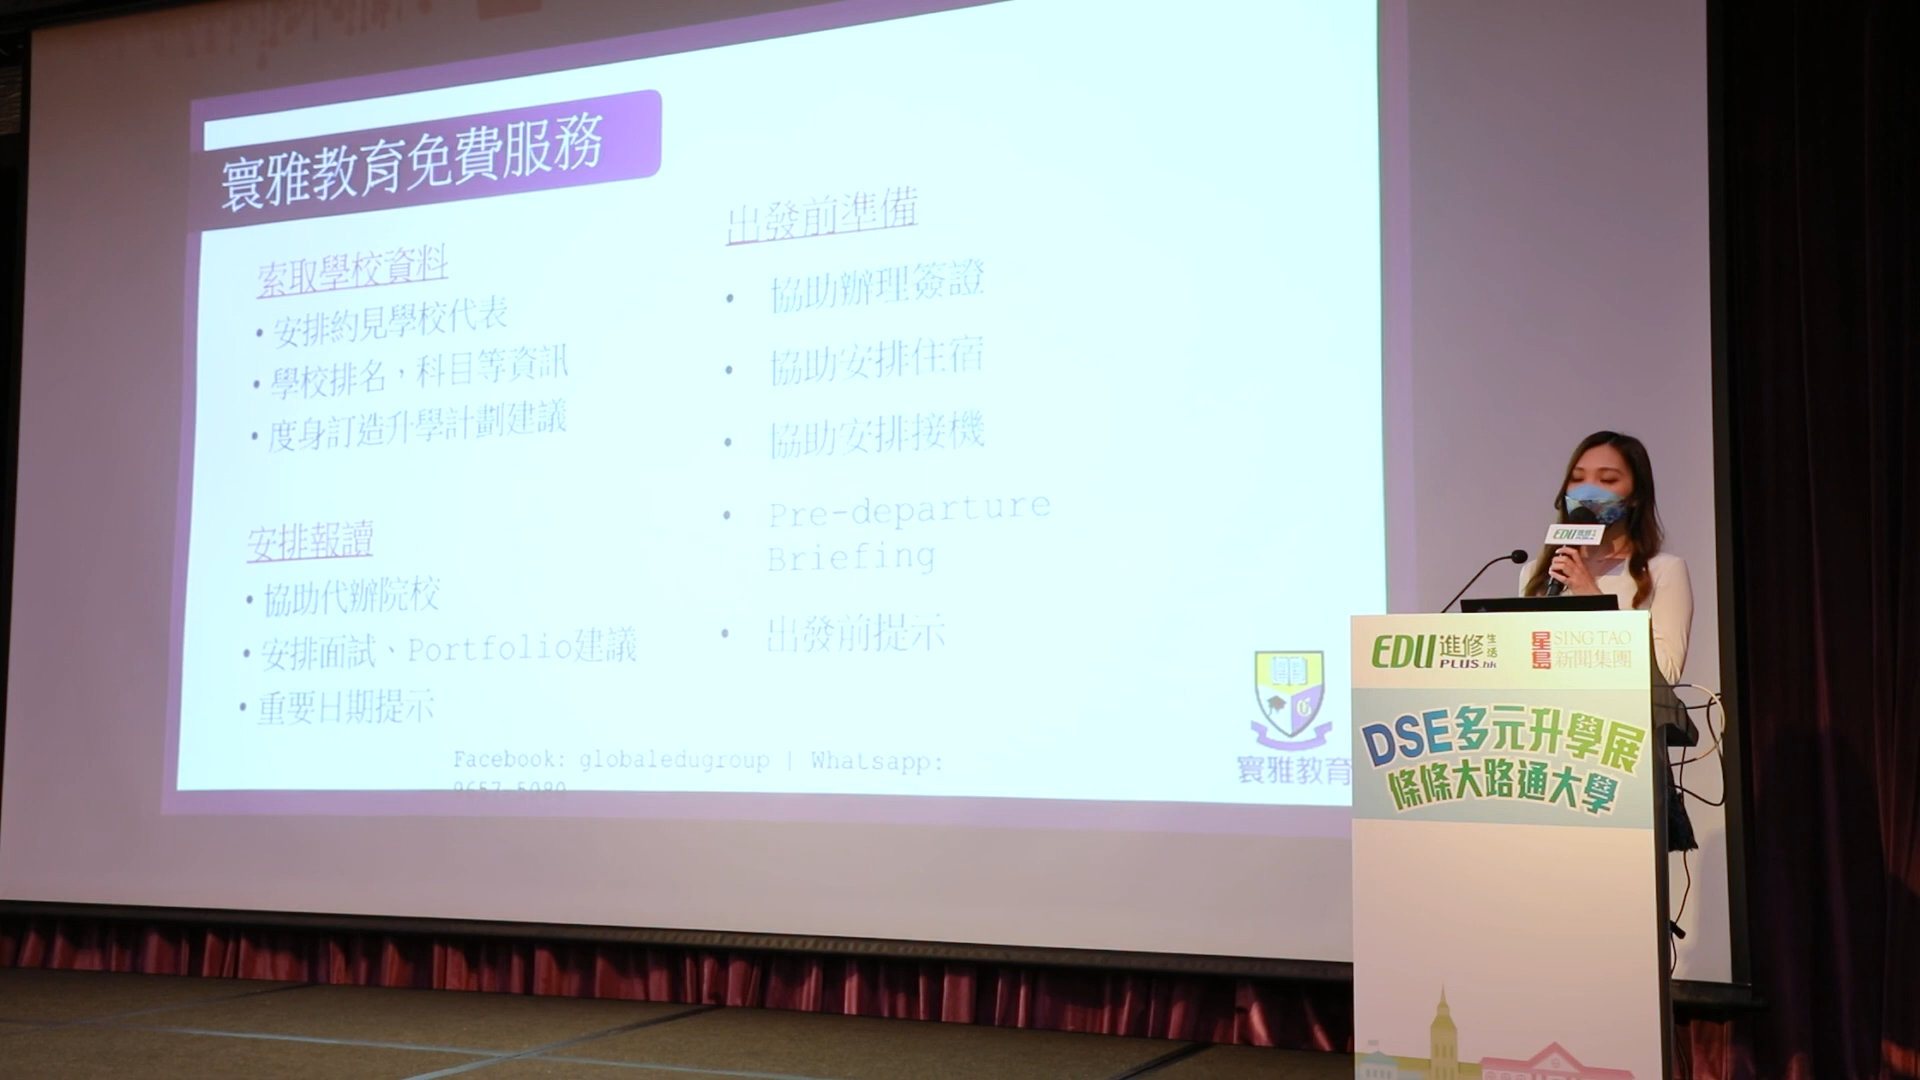 寰雅教育免費服務
索取學校資料
• 安排約見學校代表
• 學校排名，科目等資訊
• 度身訂造升學計劃建議
安排報讀
• 協助代辦院校
• 安排面試、Portfolio建議
• 重要日期提示
出發前準備
• 協助辦理簽證
• 協助安排住宿
• 協助安排接機
• Pre-departure
Briefing
• 出發前提示
Facebook: globaledugroup | Whatsapp:
9657-5080
G
寰雅教育
EDU
EDU進修生活
PLUS.hk
星島 SING TAO
新聞集團
DSE多元升學展
條條大路通大學